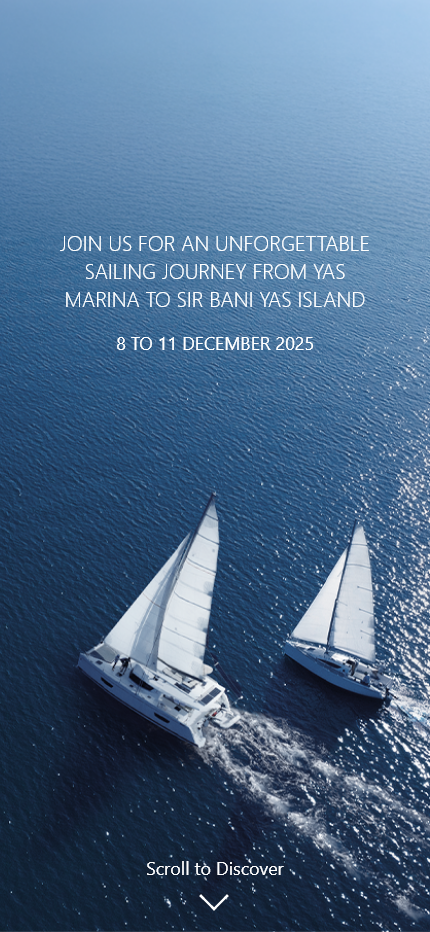 JOIN US FOR AN UNFORGETTABLE
SAILING JOURNEY FROM YAS
MARINA TO SIR BANI YAS ISLAND
8 TO 11 DECEMBER 2025
Scroll to Discover